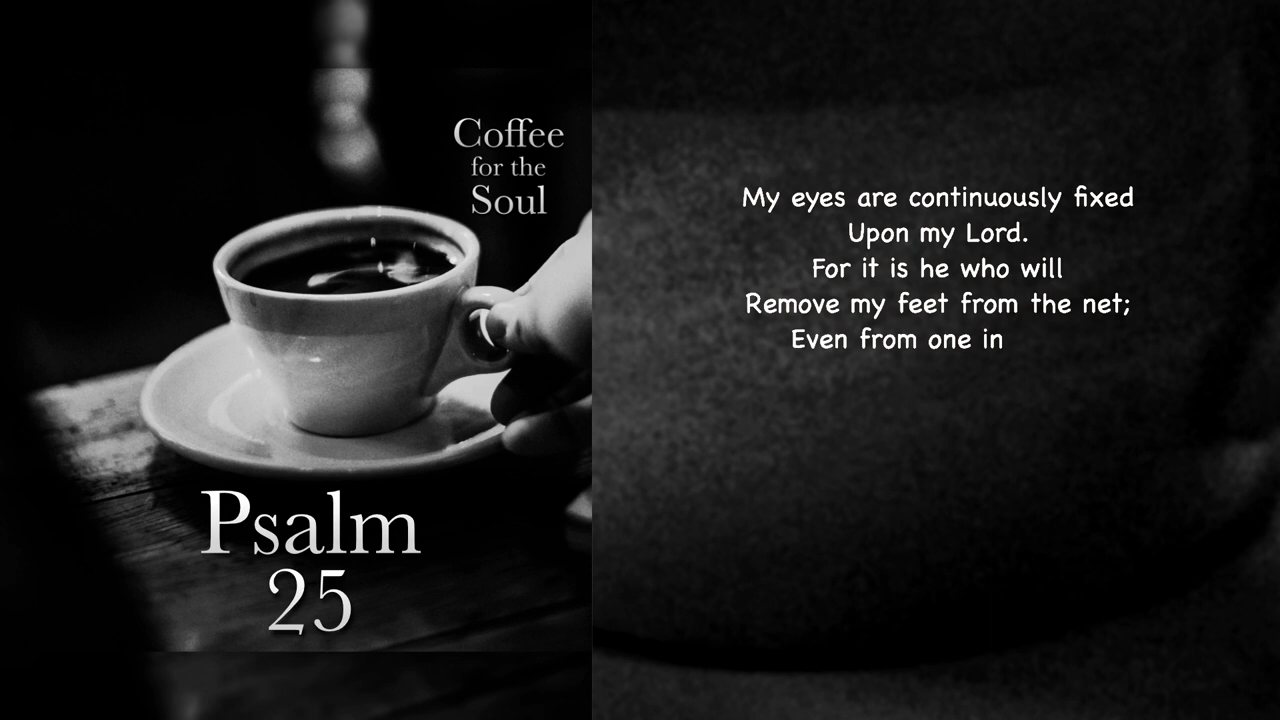 Coffee
for the
Soul
Psalm
25
My eyes are continuously fixed
Upon my Lord.
For it is he who will
Remove my feet from the net;
Even from one in